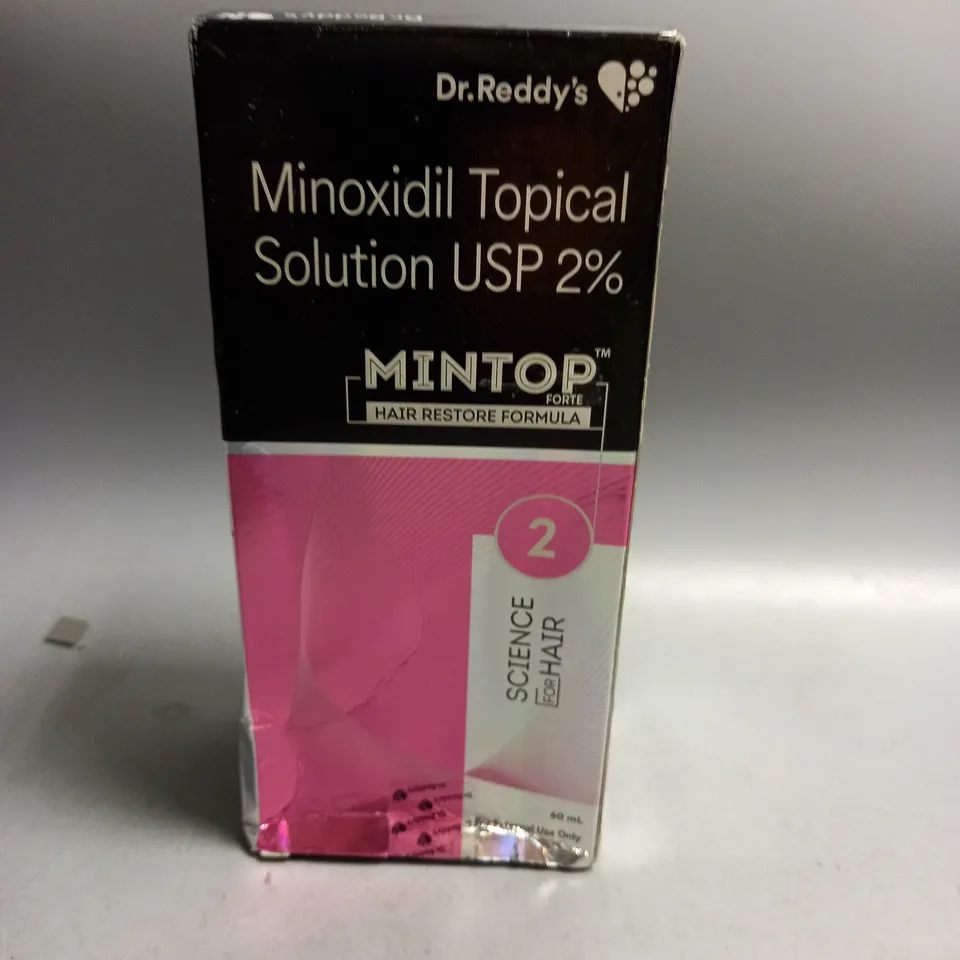 Dr.Reddy's
Minoxidil Topical
Solution USP 2%
MINTOP™
FORTE
HAIR RESTORE FORMULA
2
SCIENCE
FOR HAIR
60 mL
For External Use Only